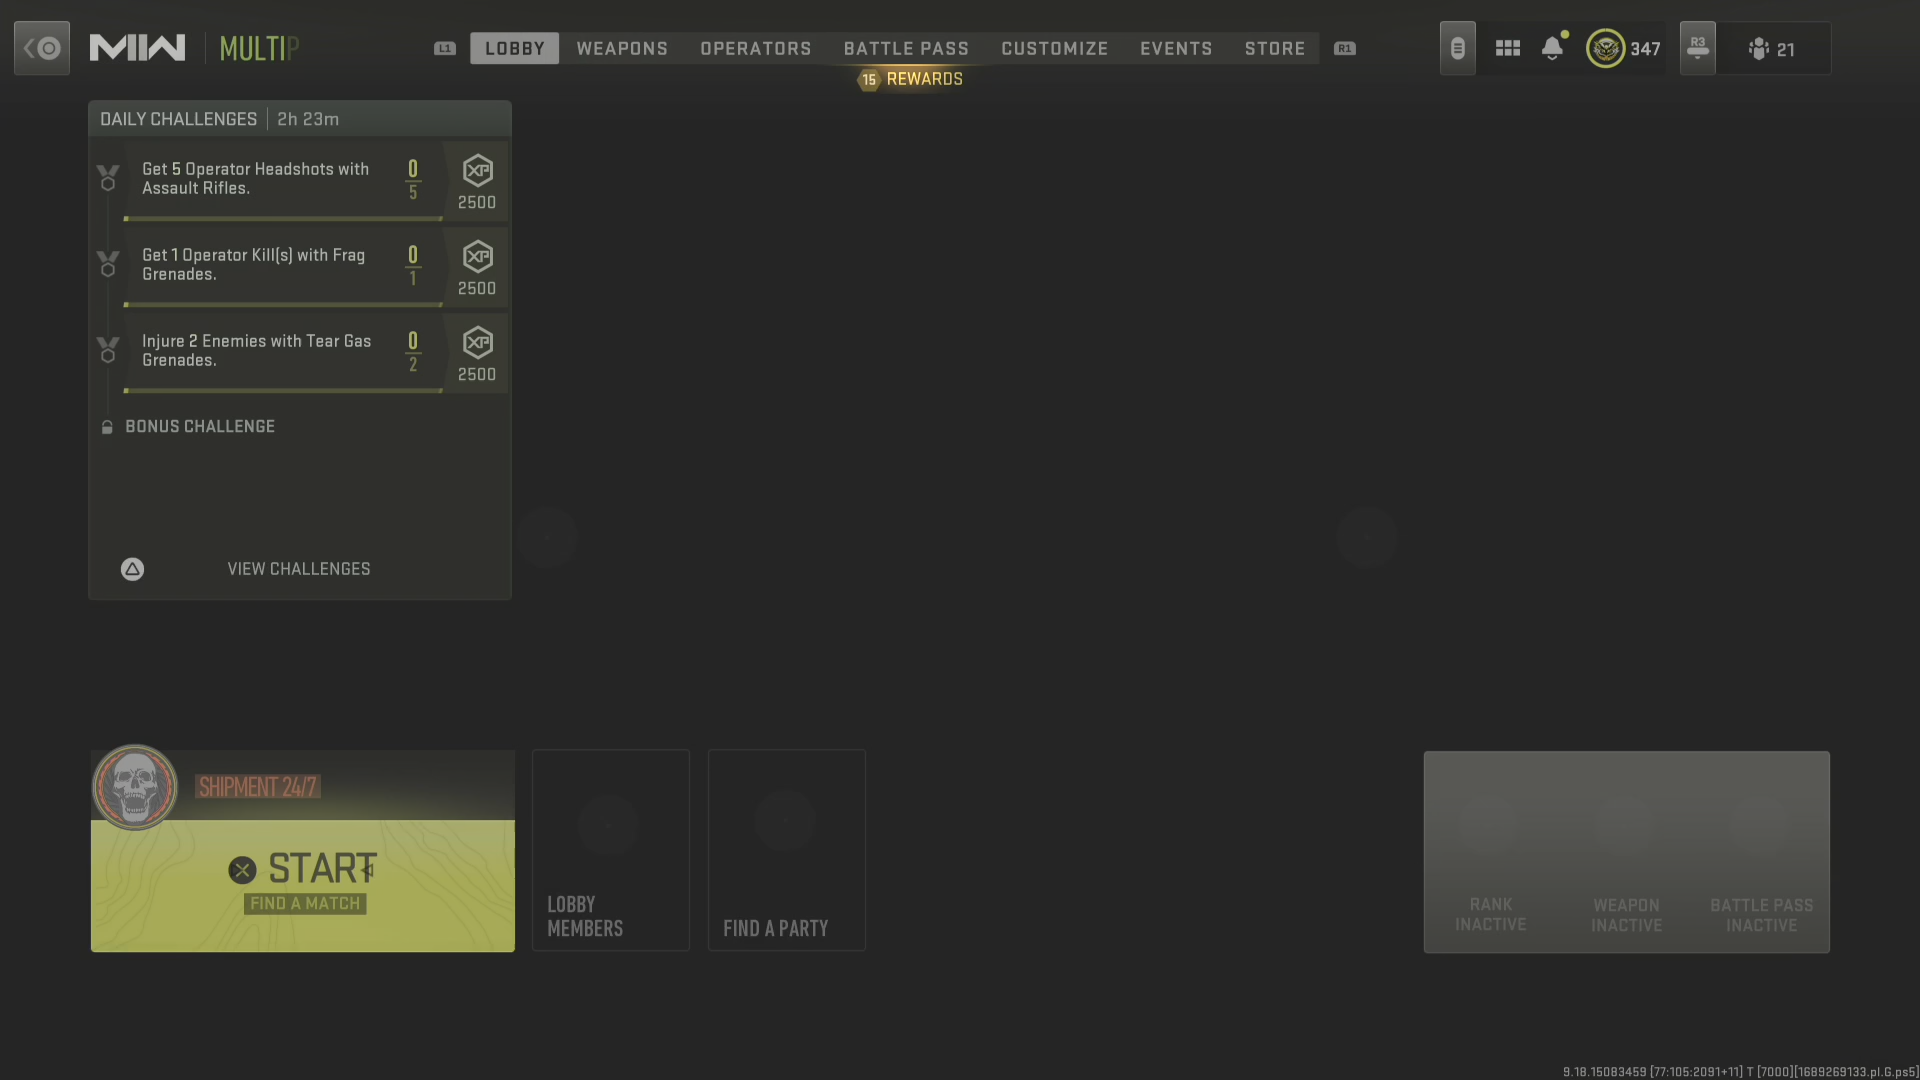 MW MULTIP
L1 LOBBY WEAPONS OPERATORS BATTLE PASS CUSTOMIZE EVENTS STORE R1
15 REWARDS
347
R3
21
DAILY CHALLENGES 2h 23m
Get 5 Operator Headshots with
Assault Rifles.
0
5
XP
2500
Get 1 Operator Kill(s) with Frag
Grenades.
0
1
XP
2500
Injure 2 Enemies with Tear Gas
Grenades.
0
2
XP
2500
BONUS CHALLENGE
VIEW CHALLENGES
SHIPMENT 24/7
START
FIND A MATCH
LOBBY
MEMBERS
FIND A PARTY
RANK
INACTIVE
WEAPON
INACTIVE
BATTLE PASS
INACTIVE
9.18.15083459 [77:105:2091+11] T [7000][1689269133.pl.G.ps5]